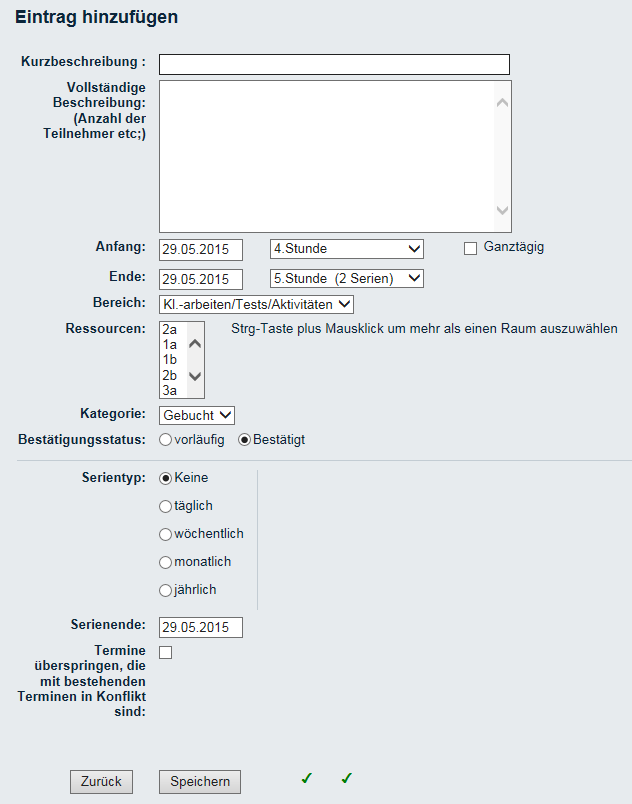 Eintrag hinzufügen
Kurzbeschreibung :
Vollständige
Beschreibung:
(Anzahl der
Teilnehmer etc;)
Anfang: 29.05.2015 4.Stunde Ganztägig
Ende: 29.05.2015 5.Stunde (2 Serien)
Bereich: Kl.-arbeiten/Tests/Aktivitäten
Ressourcen: 2a Strg-Taste plus Mausklick um mehr als einen Raum auszuwählen
1a
1b
2b
3a
Kategorie: Gebucht
Bestätigungsstatus: vorläufig Bestätigt
Serientyp: Keine
täglich
wöchentlich
monatlich
jährlich
Serienende: 29.05.2015
Termine
überspringen, die
mit bestehenden
Terminen in Konflikt
sind:
Zurück Speichern